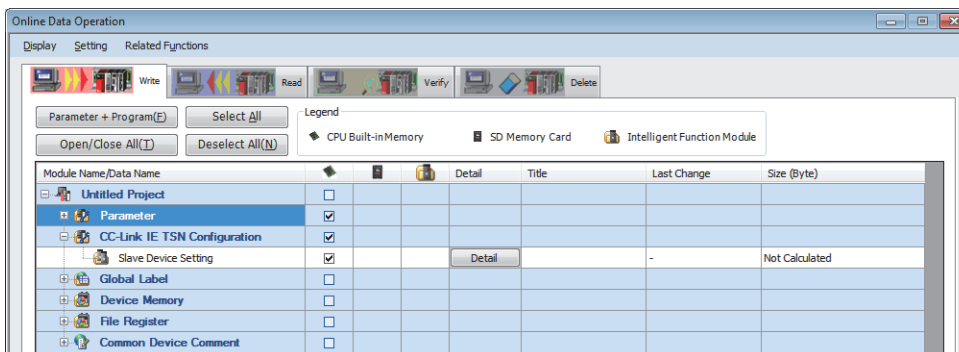 Online Data Operation
Display Setting Related Functions
Write Read Verify Delete
Parameter + Program(F) Select All Legend
CPU Built-in Memory SD Memory Card Intelligent Function Module
Open/Close All(T) Deselect All(N)
Module Name/Data Name Detail Title Last Change Size (Byte)
Untitled Project
Parameter
CC-Link IE TSN Configuration
Slave Device Setting Detail - Not Calculated
Global Label
Device Memory
File Register
Common Device Comment